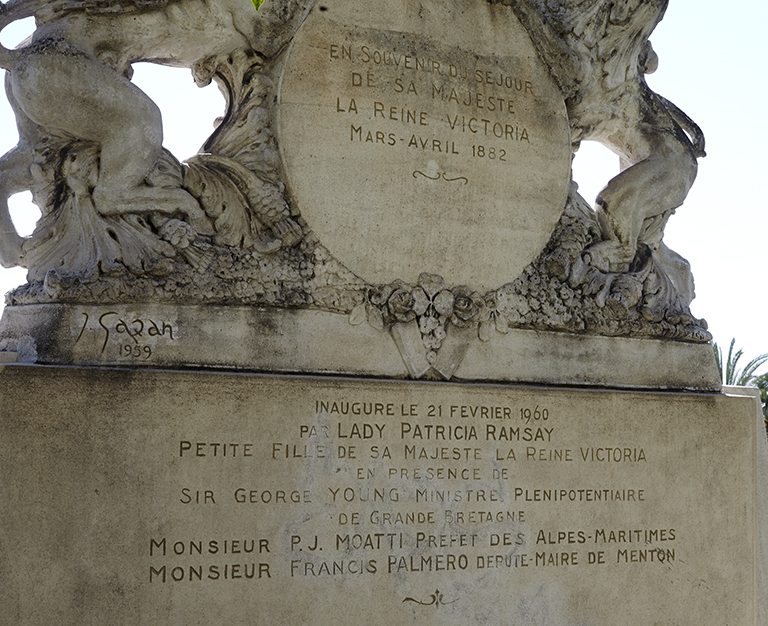 EN SOUVENIR DU SEJOUR
DE SA MAJESTE
LA REINE VICTORIA
MARS-AVRIL 1882
J. Gazan
1959
INAUGURE LE 21 FEVRIER 1960
PAR LADY PATRICIA RAMSAY
PETITE FILLE DE SA MAJESTE LA REINE VICTORIA
EN PRESENCE DE
SIR GEORGE YOUNG MINISTRE PLENIPOTENTIAIRE
DE GRANDE BRETAGNE
MONSIEUR P.J. MOATTI PREFET DES ALPES-MARITIMES
MONSIEUR FRANCIS PALMERO DEPUTE-MAIRE DE MENTON